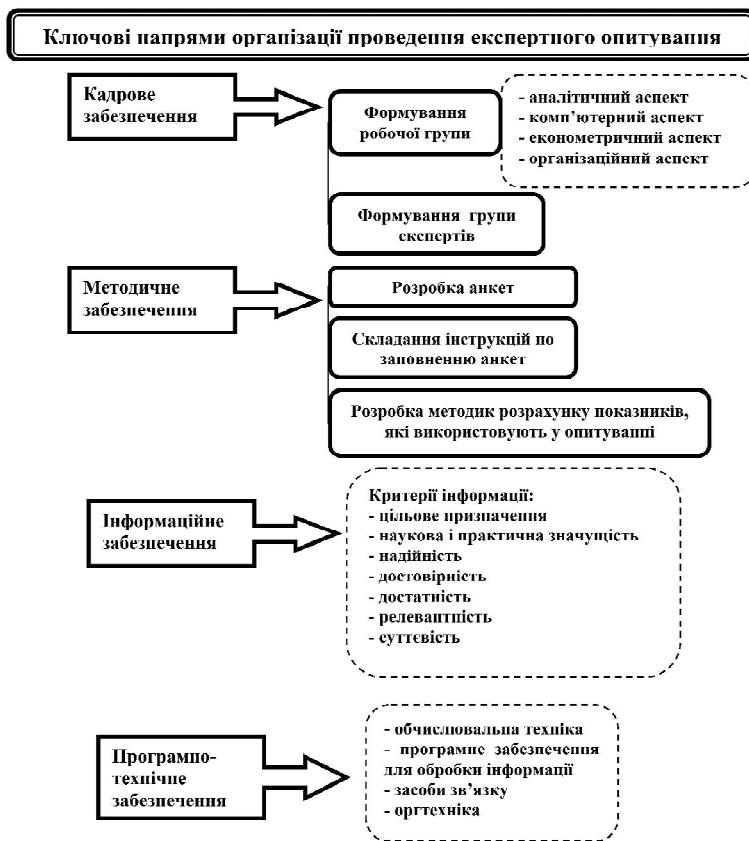 Ключові напрями організації проведення експертного опитування
Кадрове
забезпечення
Формування
робочої групи
- аналітичний аспект
- комп’ютерний аспект
- економетричний аспект
- організаційний аспект
Формування групи
експертів
Методичне
забезпечення
Розробка анкет
Складання інструкцій по
заповненню анкет
Розробка методик розрахунку показників,
які використовують у опитуванні
Інформаційне
забезпечення
Критерії інформації:
- цільове призначення
- наукова і практична значущість
- надійність
- достовірність
- достатність
- релевантність
- суттєвість
Програмно-
технічне
забезпечення
- обчислювальна техніка
- програмне забезпечення
для обробки інформації
- засоби зв’язку
- оргтехніка